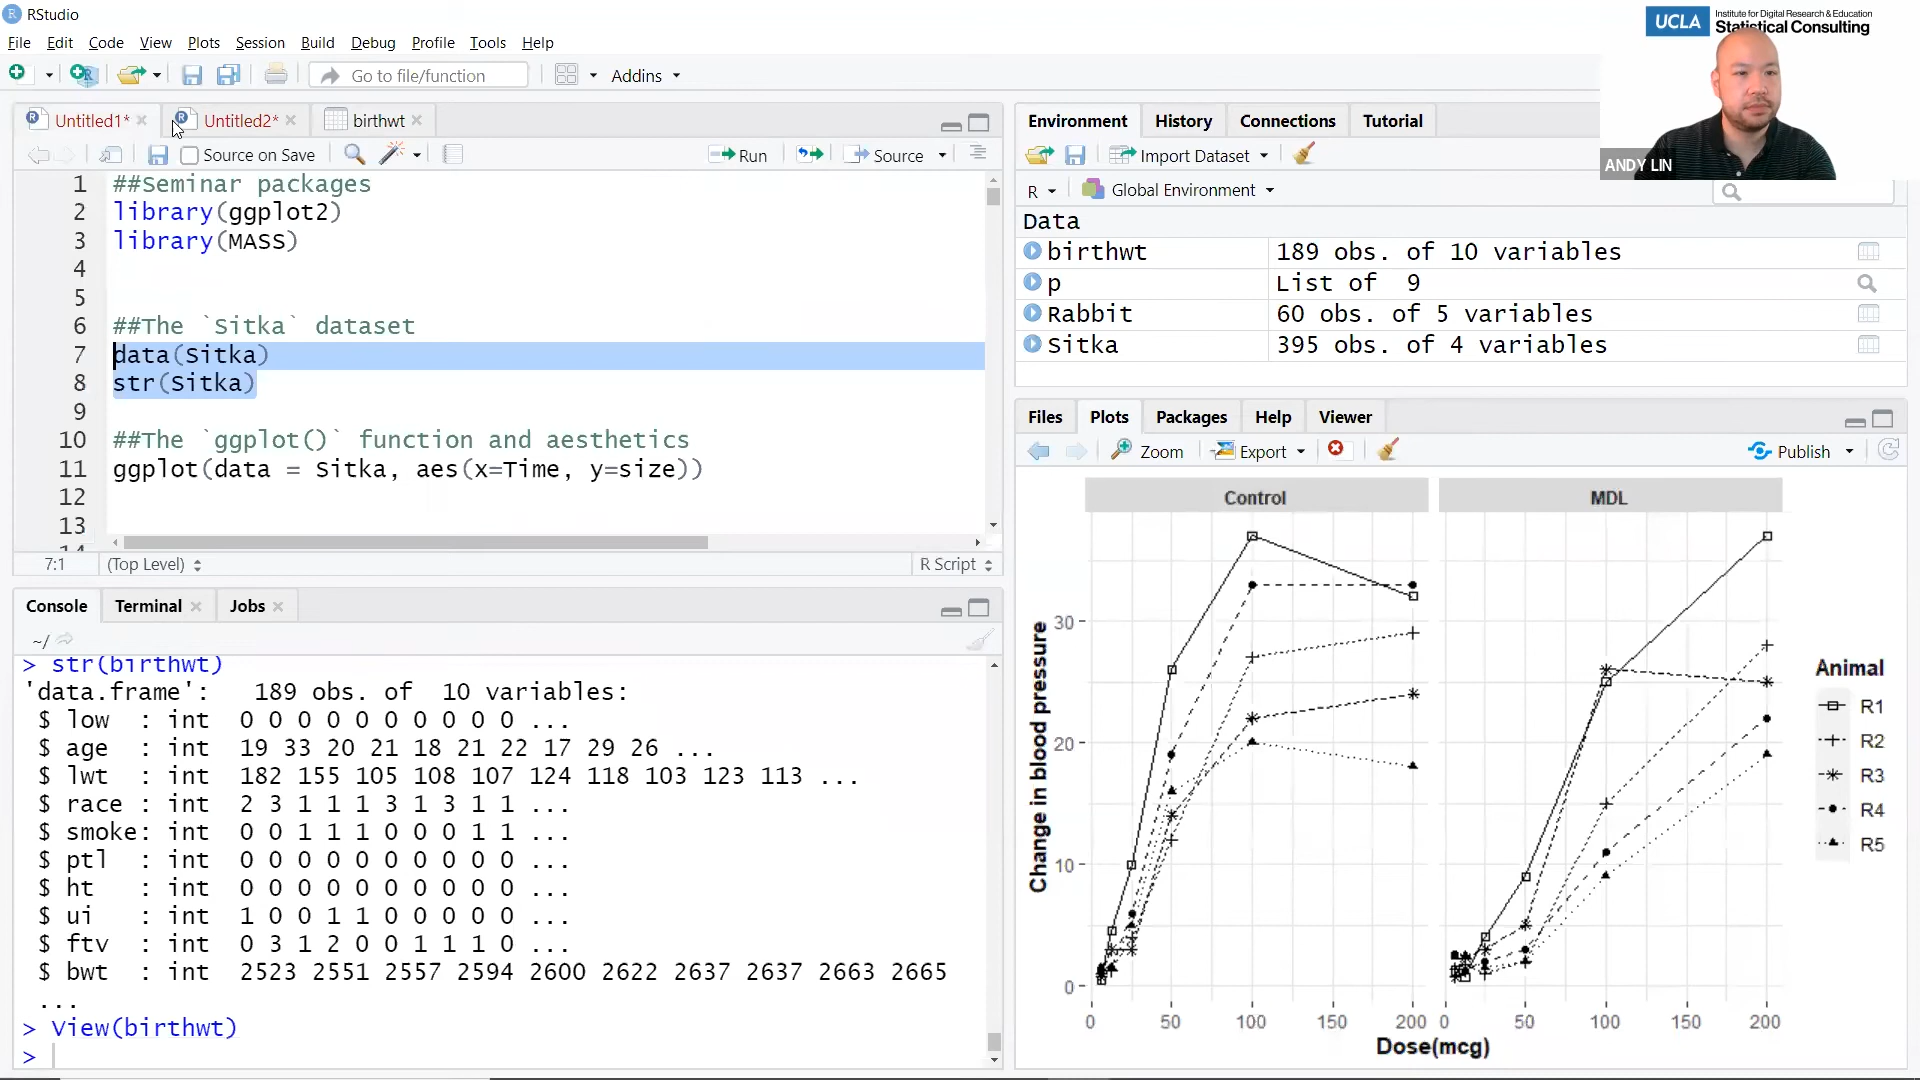 RStudio
UCLA Institute for Digital Research & Education
Statistical Consulting
File Edit Code View Plots Session Build Debug Profile Tools Help
Go to file/function Addins
ANDY LIN
Untitled1* Untitled2* birthwt
Source on Save Run Source
1 ##Seminar packages
2 library(ggplot2)
3 library(MASS)
4
5
6 ##The `Sitka` dataset
7 data(Sitka)
8 str(Sitka)
9
10 ##The `ggplot()` function and aesthetics
11 ggplot(data = Sitka, aes(x=Time, y=size))
12
13
7:1 (Top Level) R Script
Console Terminal Jobs
~/
> str(birthwt)
'data.frame': 189 obs. of 10 variables:
$ low : int 0 0 0 0 0 0 0 0 0 0 ...
$ age : int 19 33 20 21 18 21 22 17 29 26 ...
$ lwt : int 182 155 105 108 107 124 118 103 123 113 ...
$ race : int 2 3 1 1 1 3 1 3 1 1 ...
$ smoke: int 0 0 1 1 1 0 0 0 1 1 ...
$ ptl : int 0 0 0 0 0 0 0 0 0 0 ...
$ ht : int 0 0 0 0 0 0 0 0 0 0 ...
$ ui : int 1 0 0 1 1 0 0 0 0 0 ...
$ ftv : int 0 3 1 2 0 0 1 1 1 0 ...
$ bwt : int 2523 2551 2557 2594 2600 2622 2637 2637 2663 2665
...
> View(birthwt)
>
Environment History Connections Tutorial
Import Dataset
R Global Environment
Data
birthwt 189 obs. of 10 variables
p List of 9
Rabbit 60 obs. of 5 variables
Sitka 395 obs. of 4 variables
Files Plots Packages Help Viewer
Zoom Export Publish
Control MDL
Change in blood pressure
30
20
10
0
0 50 100 150 200 0 50 100 150 200
Dose(mcg)
Animal
R1
R2
R3
R4
R5